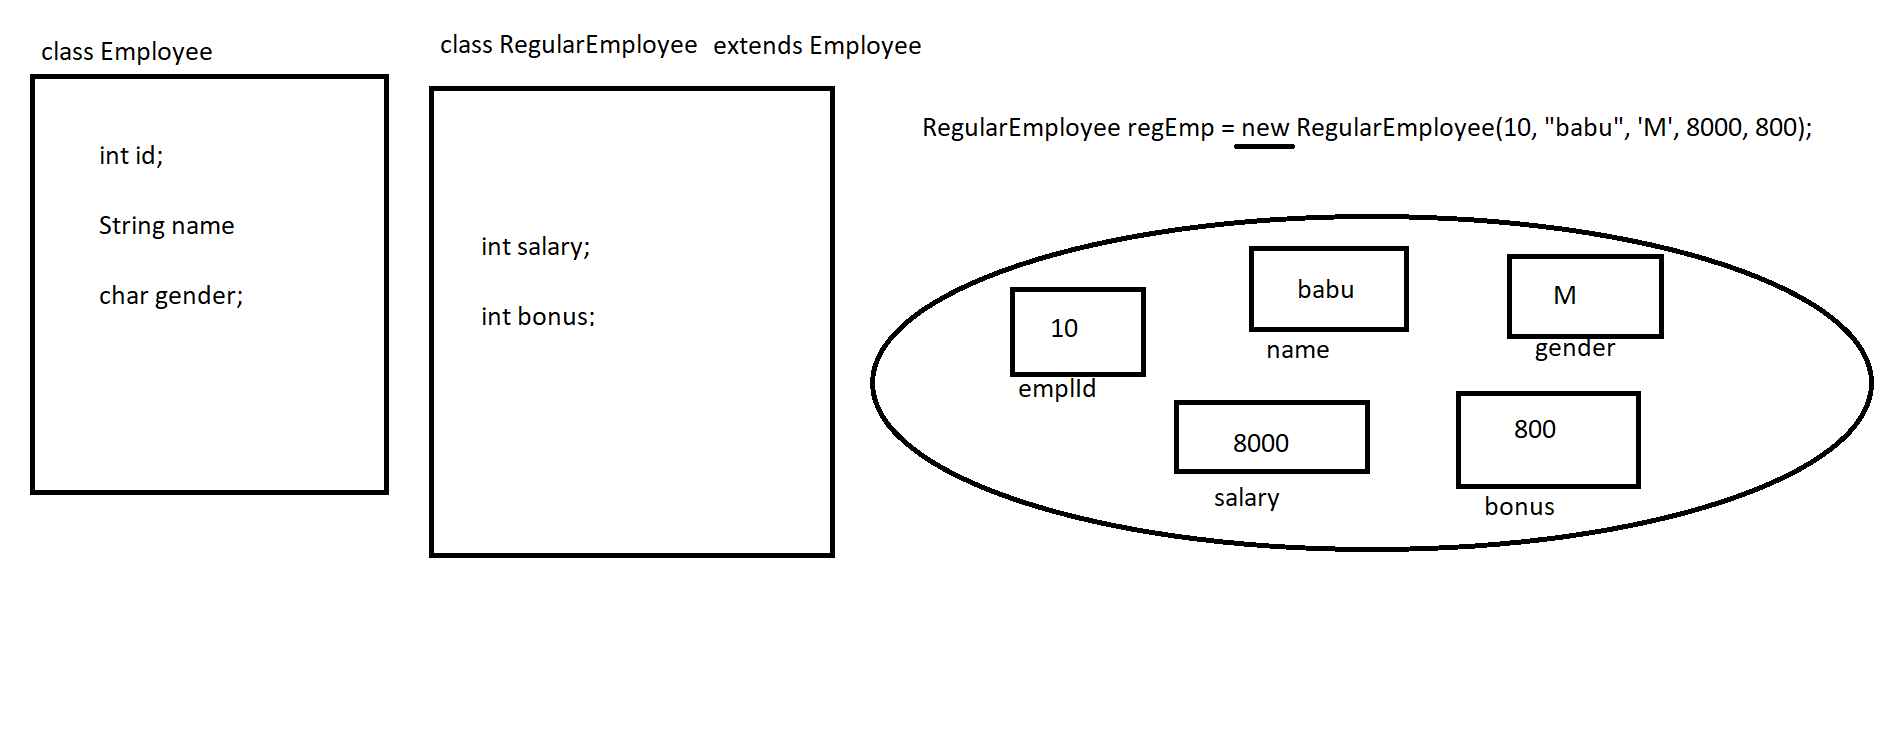 class Employee
int id;
String name
char gender;
class RegularEmployee extends Employee
int salary;
int bonus;
RegularEmployee regEmp = new RegularEmployee(10, "babu", 'M', 8000, 800);
10
emplId
babu
name
M
gender
8000
salary
800
bonus